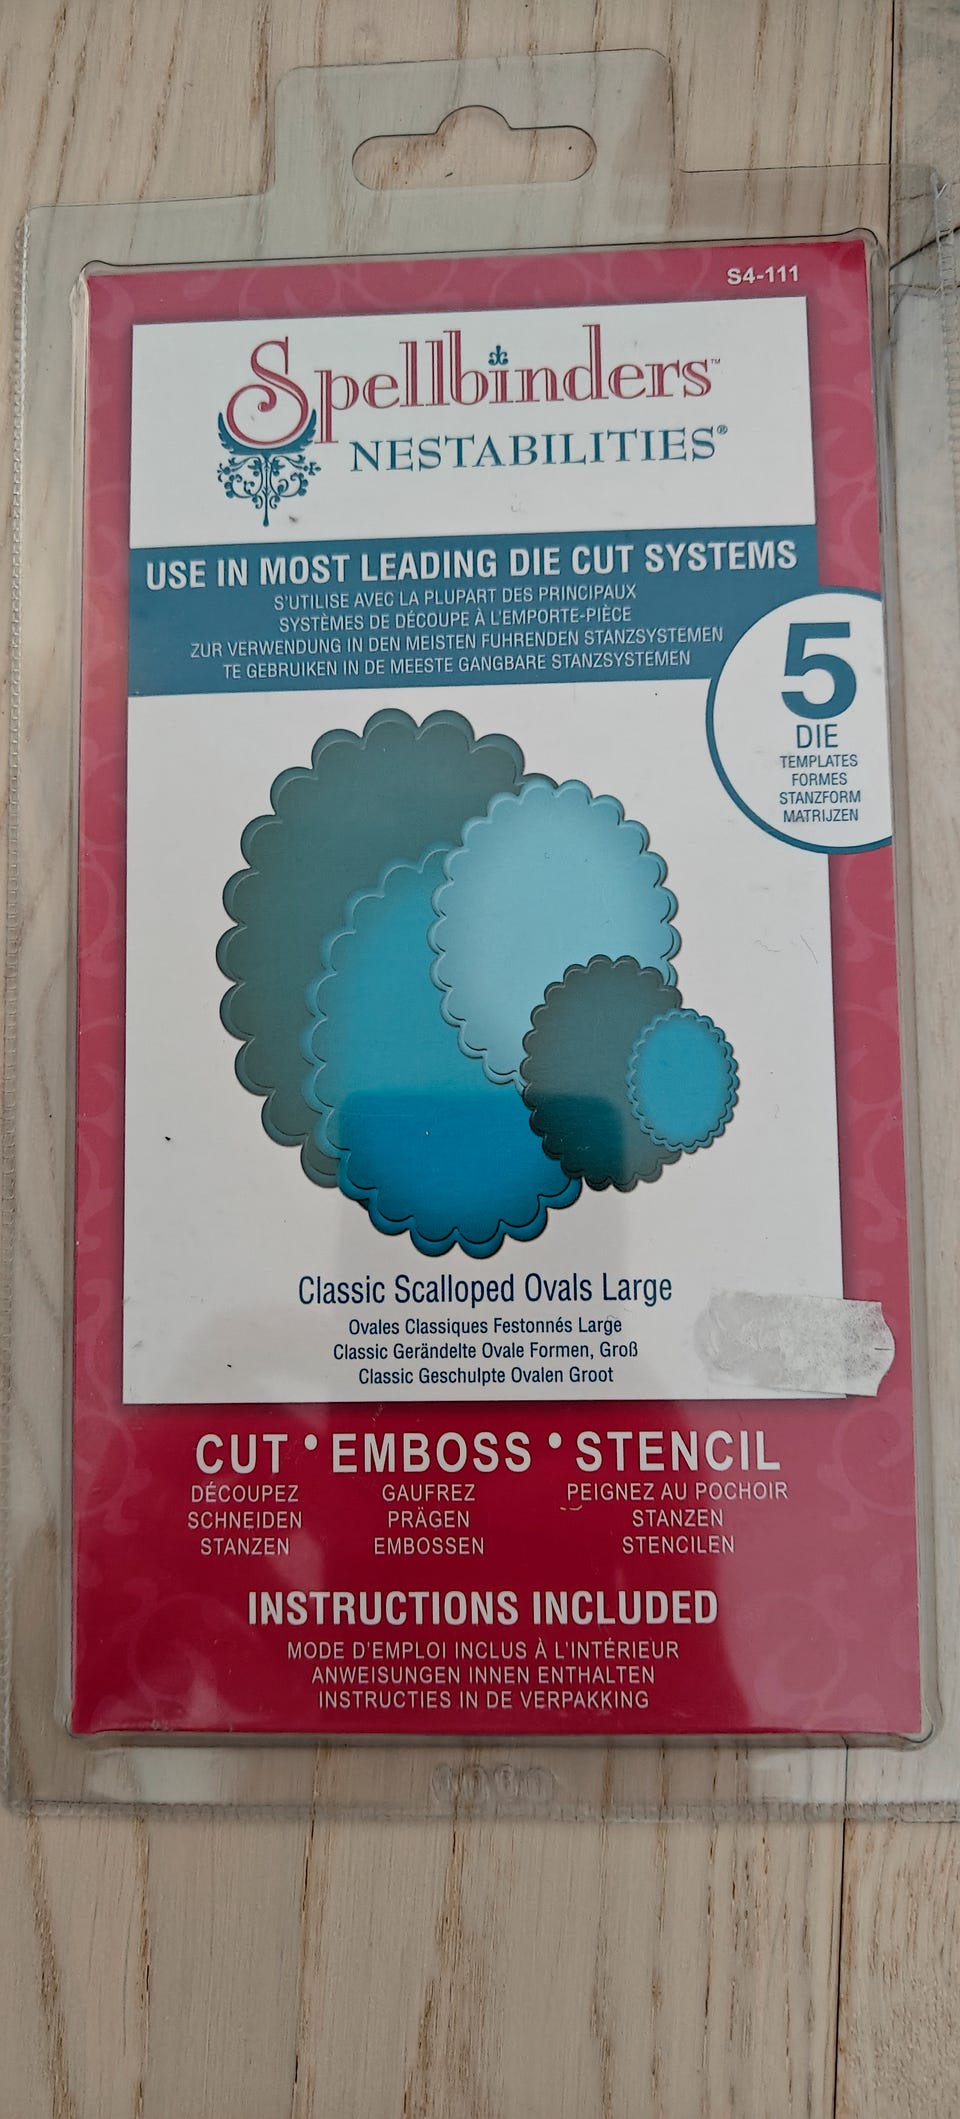 S4-111
Spellbinders™
NESTABILITIES®
USE IN MOST LEADING DIE CUT SYSTEMS
S'UTILISE AVEC LA PLUPART DES PRINCIPAUX
SYSTÈMES DE DÉCOUPE À L'EMPORTE-PIÈCE
ZUR VERWENDUNG IN DEN MEISTEN FUHRENDEN STANZSYSTEMEN
TE GEBRUIKEN IN DE MEESTE GANGBARE STANZSYSTEMEN
5
DIE
TEMPLATES
FORMES
STANZFORM
MATRIJZEN
Classic Scalloped Ovals Large
Ovales Classiques Festonnés Large
Classic Gerändelte Ovale Formen, Groß
Classic Geschulpte Ovalen Groot
CUT • EMBOSS • STENCIL
DÉCOUPEZ GAUFREZ PEIGNEZ AU POCHOIR
SCHNEIDEN PRÄGEN STANZEN
STANZEN EMBOSSEN STENCILEN
INSTRUCTIONS INCLUDED
MODE D'EMPLOI INCLUS À L'INTÉRIEUR
ANWEISUNGEN INNEN ENTHALTEN
INSTRUCTIES IN DE VERPAKKING